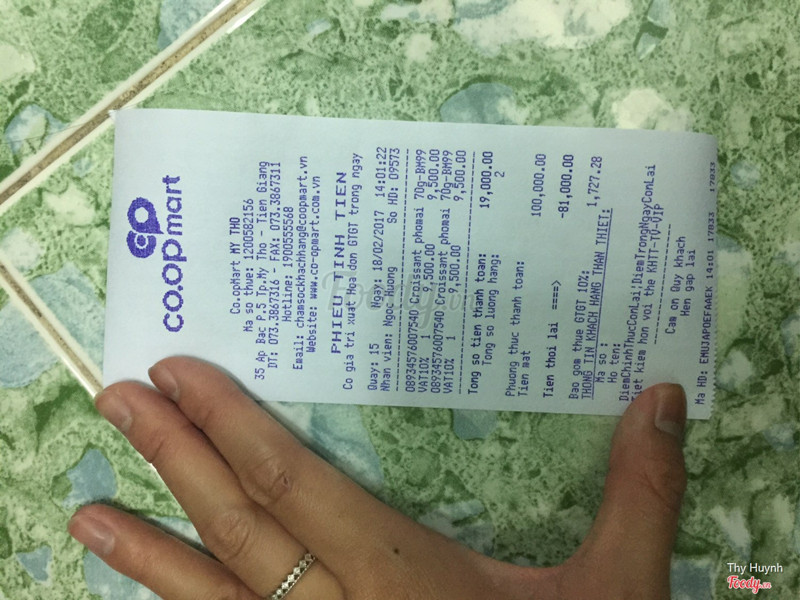 co.opmart
Co.opMart MY THO
Ma so thue: 1200582156
35 Ap Bac P.5 Tp.My Tho - Tien Giang
DT: 073.3867316 - FAX: 073.3867311
Hotline: 1900555568
Email: chamsockhachhang@coopmart.vn
Website: www.co-opmart.com.vn
PHIEU TINH TIEN
Co gia tri xuat Hoa don GTGT trong ngay
Quay: 15 Ngay: 18/02/2017 14:01:22
Nhan vien: Ngoc.Huong So HD: 09573
08934576007540 Croissant phomai 70g-BH99
VAT10% 1 9,500.00 9,500.00
08934576007540 Croissant phomai 70g-BH99
VAT10% 1 9,500.00 9,500.00
Tong so tien thanh toan: 19,000.00
Tong so luong hang: 2
Phuong thuc thanh toan:
Tien mat 100,000.00
Tien thoi lai ====> -81,000.00
Bao gom thue GTGT 10%: 1,727.28
THONG TIN KHACH HANG THAN THIET:
Ma so :
Ho ten:
DiemChinhThucConLai;DiemTrongNgayConLai
Tiet kiem hon voi the KHTT-TV-VIP
Cam on Quy khach
Hen gap lai
Ma HD: EMUJAPOEFAAEK 14:01 17033 17033
Foody.vn
Thy Huynh
Foody.vn